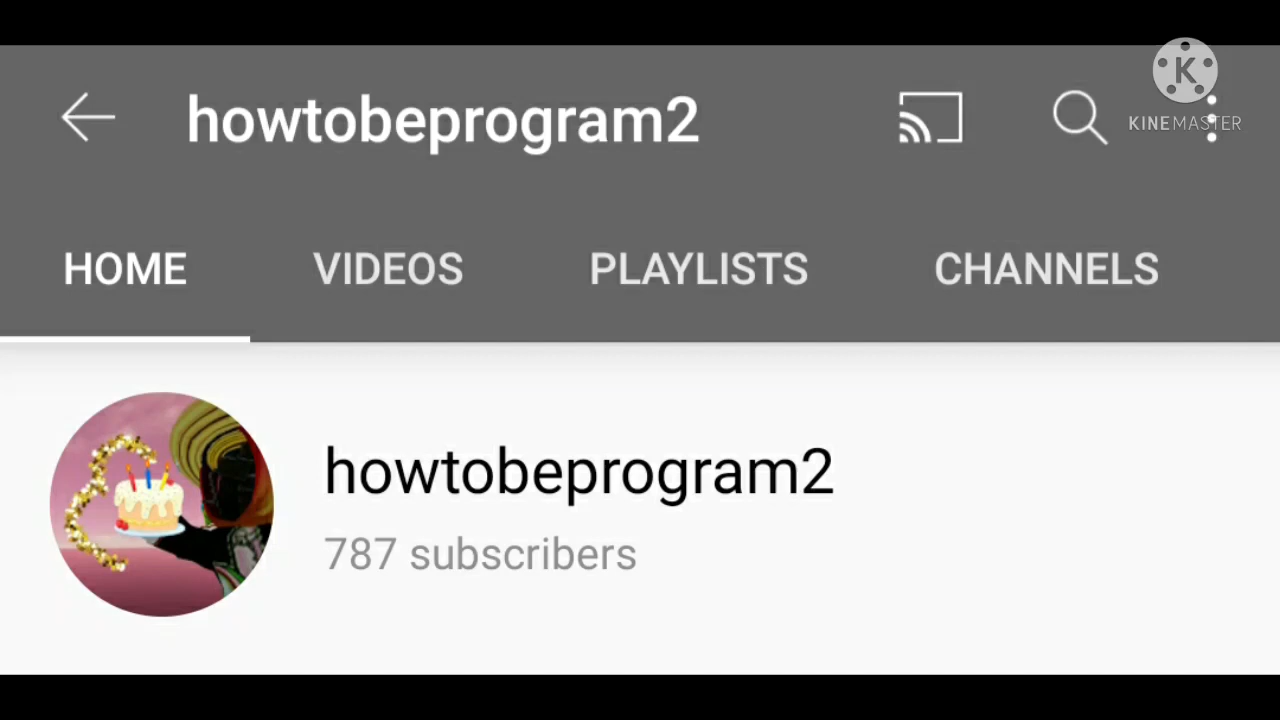 howtobeprogram2
K
KINEMASTER
HOME VIDEOS PLAYLISTS CHANNELS
howtobeprogram2
787 subscribers